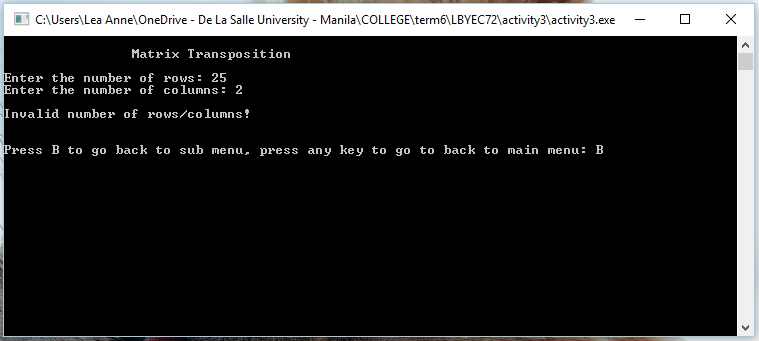 C:\Users\Lea Anne\OneDrive - De La Salle University - Manila\COLLEGE\term6\LBYEC72\activity3\activity3.exe
Matrix Transposition
Enter the number of rows: 25
Enter the number of columns: 2
Invalid number of rows/columns!
Press B to go back to sub menu, press any key to go to back to main menu: B